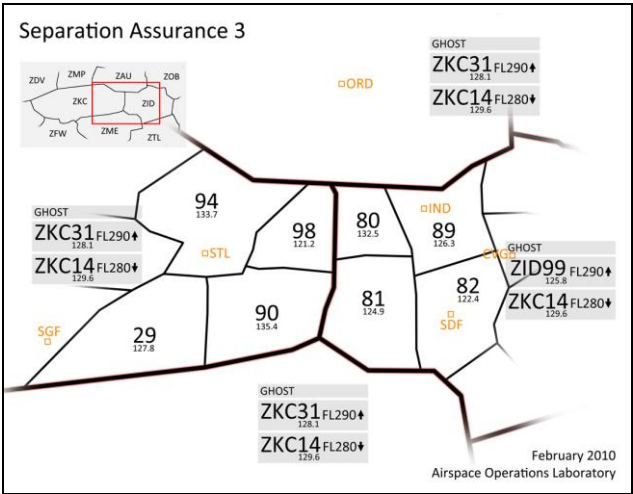 Separation Assurance 3
ZDV
ZMP
ZAU
ZOB
ZKC
ZID
ZFW
ZME
ZTL
ORD
GHOST
ZKC31 FL290⬆
128.1
ZKC14 FL280⬇
129.6
94
133.7
98
121.2
80
132.5
IND
89
126.3
GHOST
ZKC31 FL290⬆
128.1
ZKC14 FL280⬇
129.6
STL
CVG
GHOST
ZID99 FL290⬆
125.8
ZKC14 FL280⬇
129.6
82
122.4
SDF
81
124.9
90
135.4
29
127.8
SGF
GHOST
ZKC31 FL290⬆
128.1
ZKC14 FL280⬇
129.6
February 2010
Airspace Operations Laboratory